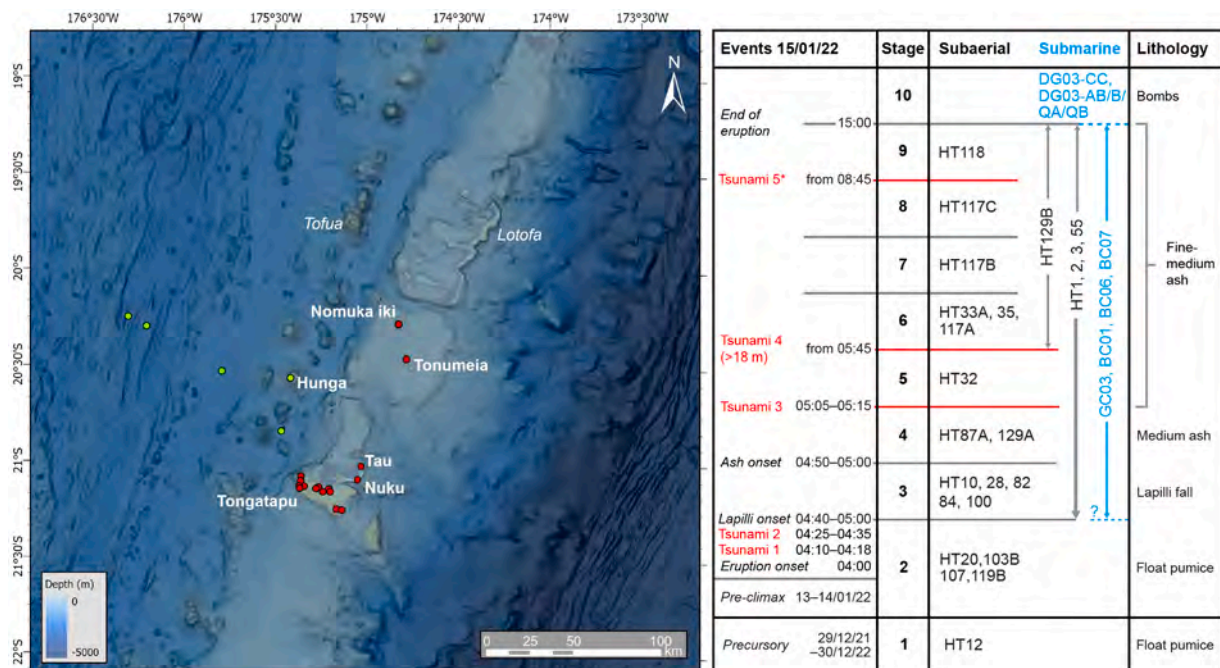 176°30'W 176°W 175°30'W 175°W 174°30'W 174°W 173°30'W
19°S
19°30'S
20°S
20°30'S
21°S
21°30'S
22°S
N
Tofua
Lotofa
Nomuka iki
Tonumeia
Hunga
Tau
Nuku
Tongatapu
Depth (m)
0
-5000
0 25 50 100
km
Events 15/01/22 Stage Subaerial Submarine Lithology
10 DG03-CC,
DG03-AB/B/
QA/QB
Bombs
End of
eruption
15:00
9 HT118
Tsunami 5* from 08:45
8 HT117C
7 HT117B
6 HT33A, 35,
117A
Tsunami 4
(>18 m)
from 05:45
5 HT32
Tsunami 3 05:05–05:15
HT129B
HT1, 2, 3, 55
GC03, BC01, BC06, BC07
Fine-
medium
ash
4 HT87A, 129A Medium ash
Ash onset 04:50–05:00
3 HT10, 28, 82
84, 100
Lapilli fall
?
Lapilli onset 04:40–05:00
Tsunami 2 04:25–04:35
Tsunami 1 04:10–04:18
Eruption onset 04:00
2 HT20,103B
107,119B
Float pumice
Pre-climax 13–14/01/22
Precursory 29/12/21
–30/12/22
1 HT12 Float pumice